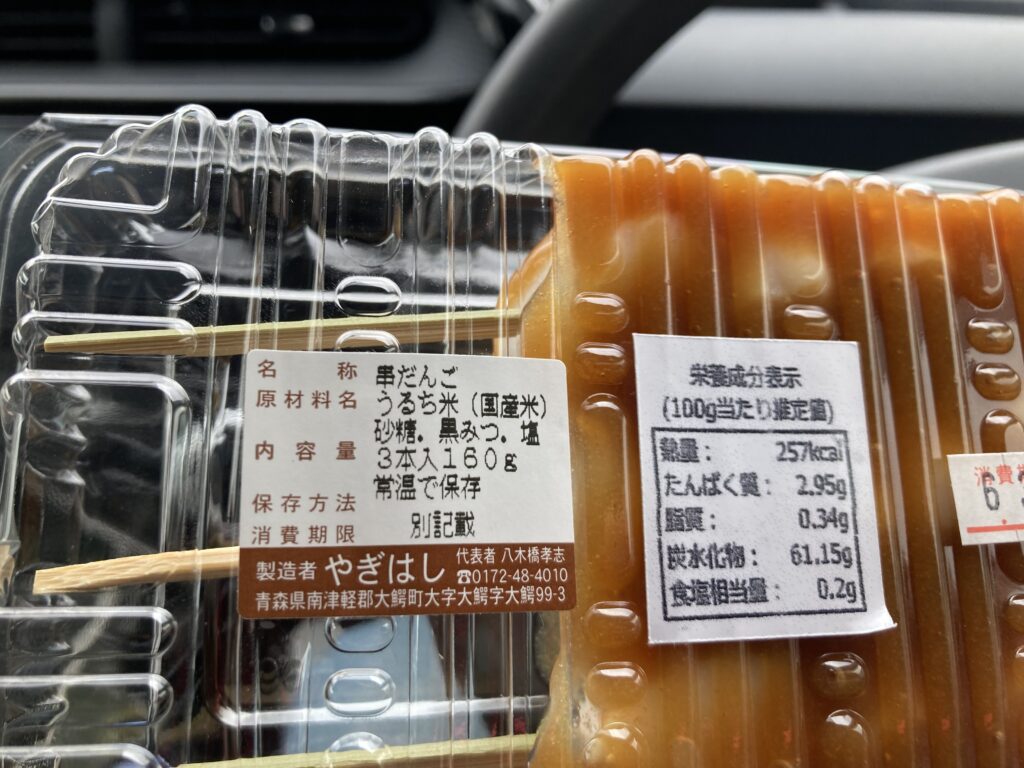 名称 串だんご
原材料名 うるち米(国産米)
砂糖．黒みつ．塩
内容量 3本入160g
保存方法 常温で保存
消費期限 別記載
製造者 やぎはし 代表者 八木橋孝志
☎0172-48-4010
青森県南津軽郡大鰐町大字大鰐字大鰐99-3
栄養成分表示
(100g当たり推定値)
熱量： 257kcal
たんぱく質： 2.95g
脂質： 0.34g
炭水化物： 61.15g
食塩相当量： 0.2g
消費
6.